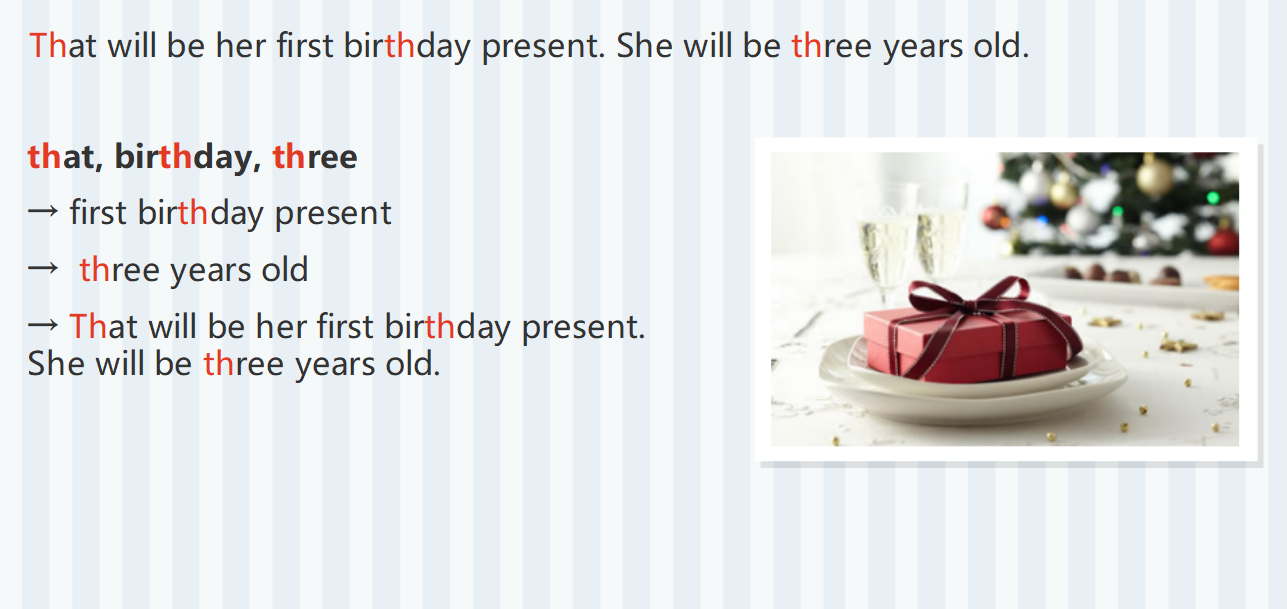 That will be her first birthday present. She will be three years old.
that, birthday, three
→ first birthday present
→ three years old
→ That will be her first birthday present.
She will be three years old.